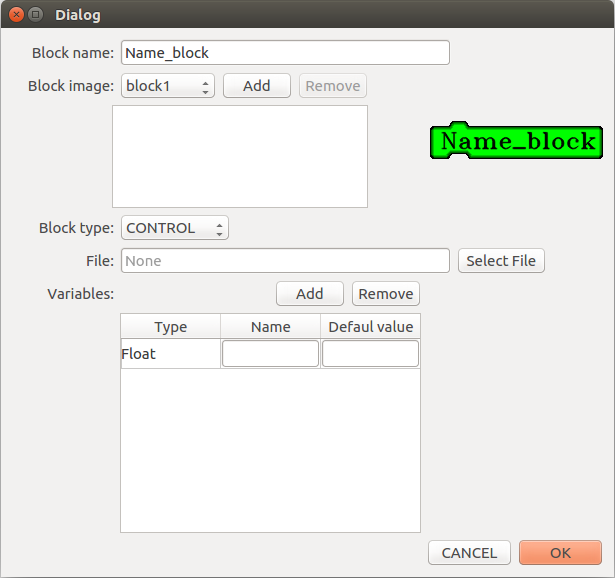 Dialog
Block name: Name_block
Block image: block1 Add Remove
Name_block
Block type: CONTROL
File: None Select File
Variables: Add Remove
Type Name Defaul value
Float
CANCEL OK